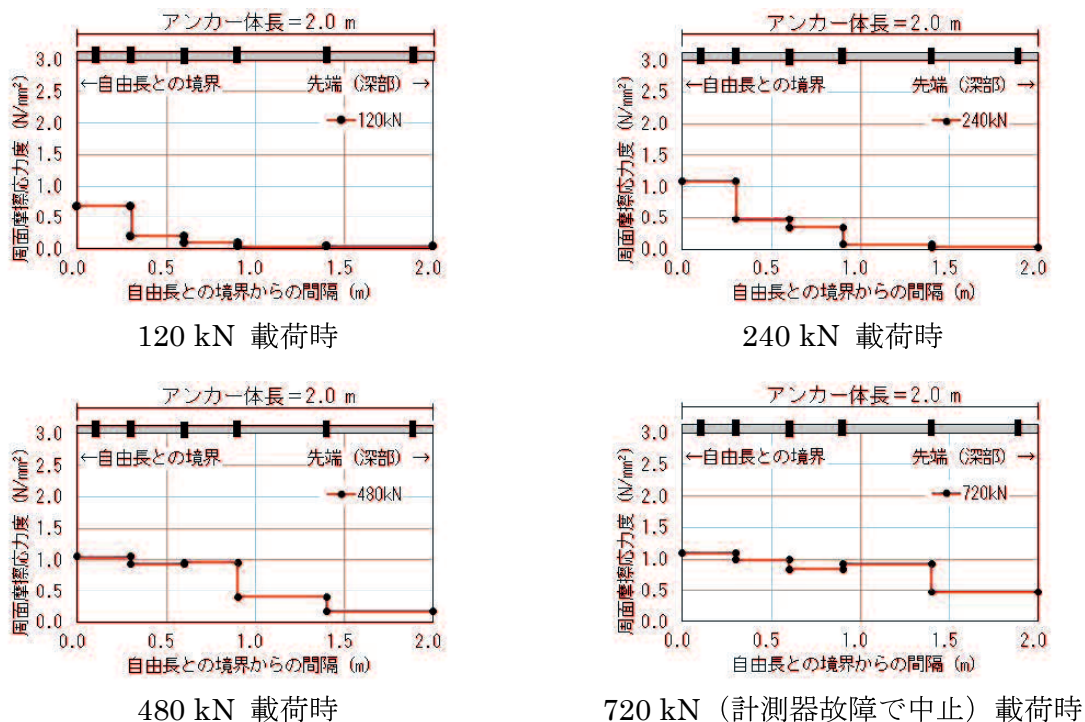 アンカー体長＝2.0 m
3.0
2.5
2.0
1.5
1.0
0.5
0.0
周面摩擦応力度 (N/㎟)
←自由長との境界 先端（深部）→
120kN
0.0 0.5 1.0 1.5 2.0
自由長との境界からの間隔 (m)
120 kN 載荷時
アンカー体長＝2.0 m
3.0
2.5
2.0
1.5
1.0
0.5
0.0
周面摩擦応力度 (N/㎟)
←自由長との境界 先端（深部）→
240kN
0.0 0.5 1.0 1.5 2.0
自由長との境界からの間隔 (m)
240 kN 載荷時
アンカー体長＝2.0 m
3.0
2.5
2.0
1.5
1.0
0.5
0.0
周面摩擦応力度 (N/㎟)
←自由長との境界 先端（深部）→
480kN
0.0 0.5 1.0 1.5 2.0
自由長との境界からの間隔 (m)
480 kN 載荷時
アンカー体長＝2.0 m
3.0
2.5
2.0
1.5
1.0
0.5
0.0
周面摩擦応力度 (N/㎟)
←自由長との境界 先端（深部）→
720kN
0.0 0.5 1.0 1.5 2.0
自由長との境界からの間隔 (m)
720 kN（計測器故障で中止）載荷時